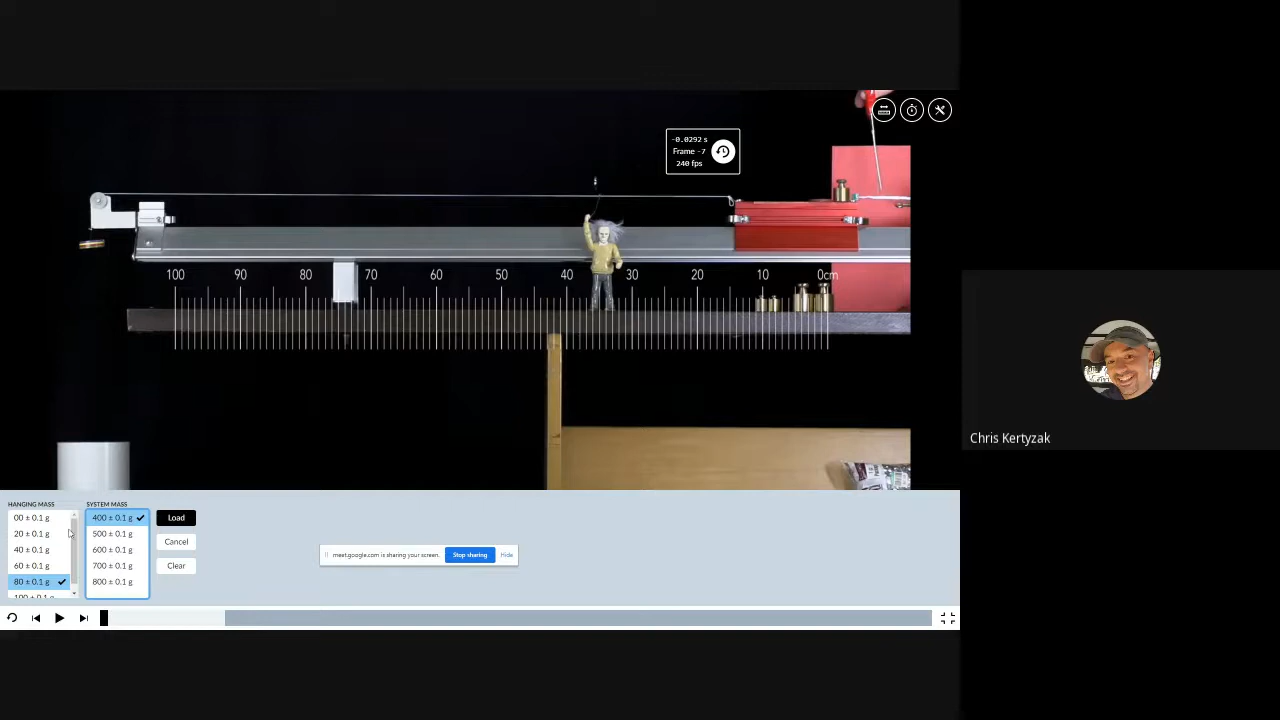 -0.0292 s
Frame -7
240 fps
100 90 80 70 60 50 40 30 20 10 0cm
Chris Kertyzak
HANGING MASS
00 ± 0.1 g
20 ± 0.1 g
40 ± 0.1 g
60 ± 0.1 g
80 ± 0.1 g
100 ± 0.1 g
SYSTEM MASS
400 ± 0.1 g
500 ± 0.1 g
600 ± 0.1 g
700 ± 0.1 g
800 ± 0.1 g
Load
Cancel
Clear
meet.google.com is sharing your screen.
Stop sharing
Hide